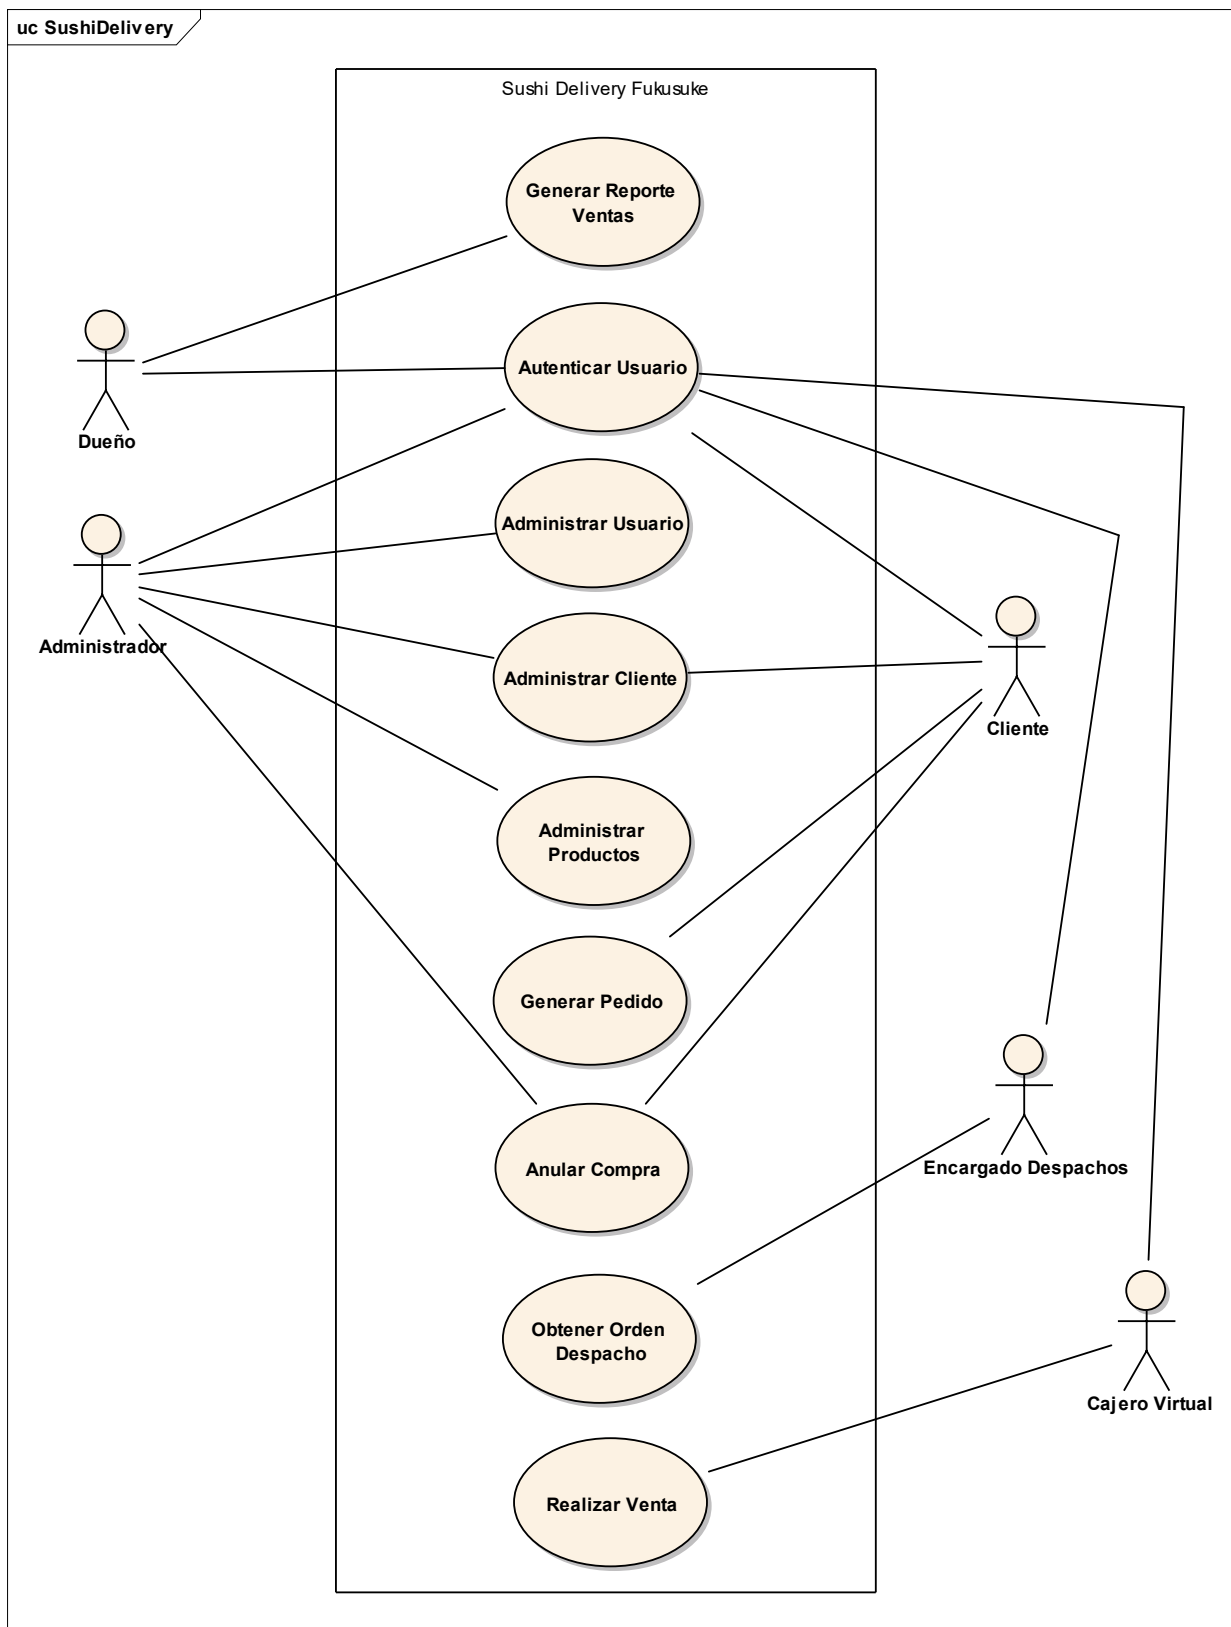 uc SushiDelivery
Sushi Delivery Fukusuke
Generar Reporte
Ventas
Autenticar Usuario
Dueño
Administrar Usuario
Administrador
Administrar Cliente
Cliente
Administrar
Productos
Generar Pedido
Anular Compra
Encargado Despachos
Obtener Orden
Despacho
Cajero Virtual
Realizar Venta